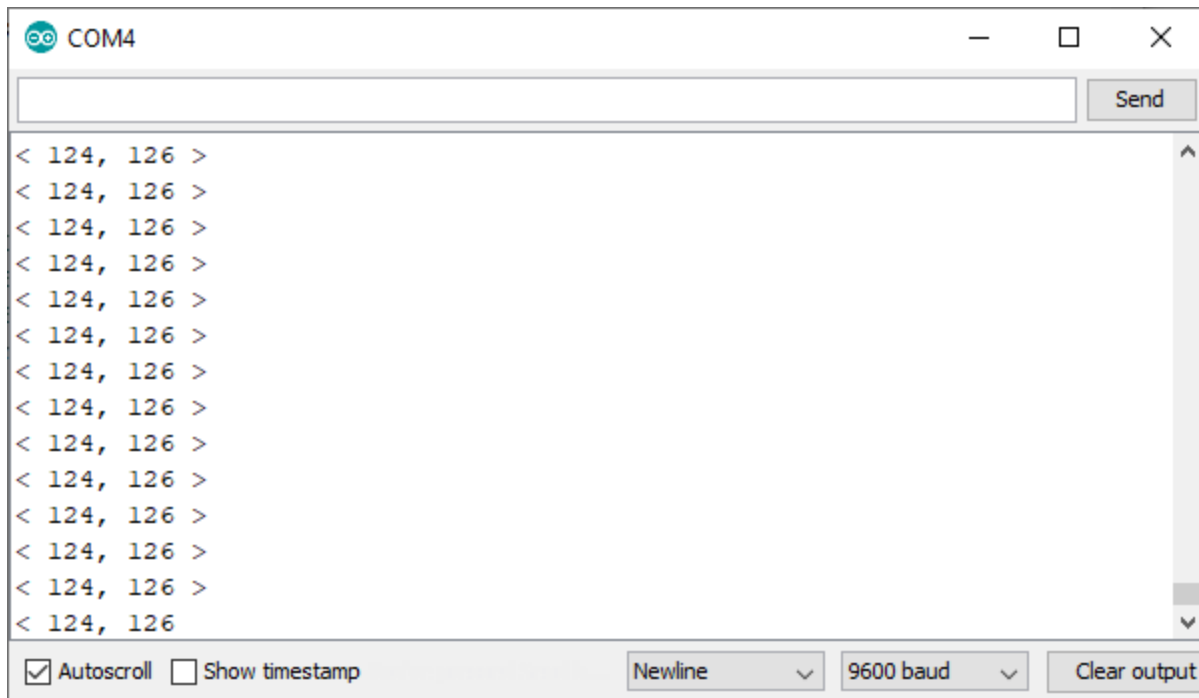 COM4
Send
< 124, 126 >
< 124, 126 >
< 124, 126 >
< 124, 126 >
< 124, 126 >
< 124, 126 >
< 124, 126 >
< 124, 126 >
< 124, 126 >
< 124, 126 >
< 124, 126 >
< 124, 126 >
< 124, 126 >
< 124, 126
Autoscroll Show timestamp Newline 9600 baud Clear output